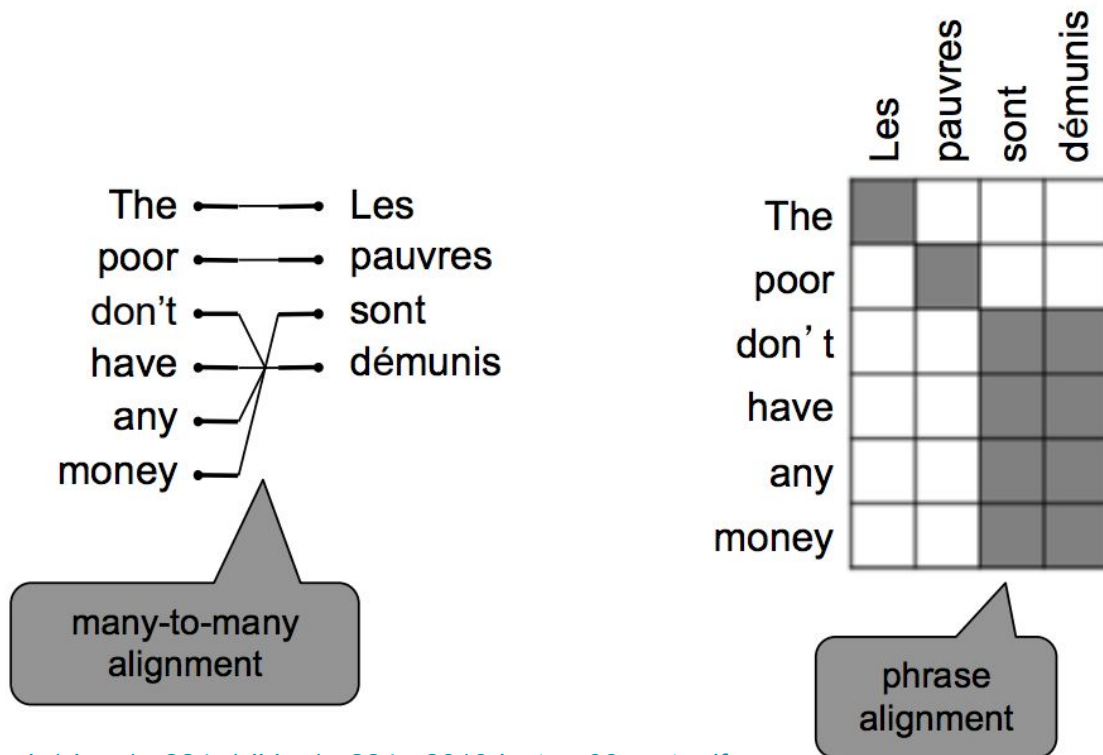 The Les
poor pauvres
don't sont
have démunis
any
money
many-to-many
alignment
Les
pauvres
sont
démunis
The
poor
don't
have
any
money
phrase
alignment